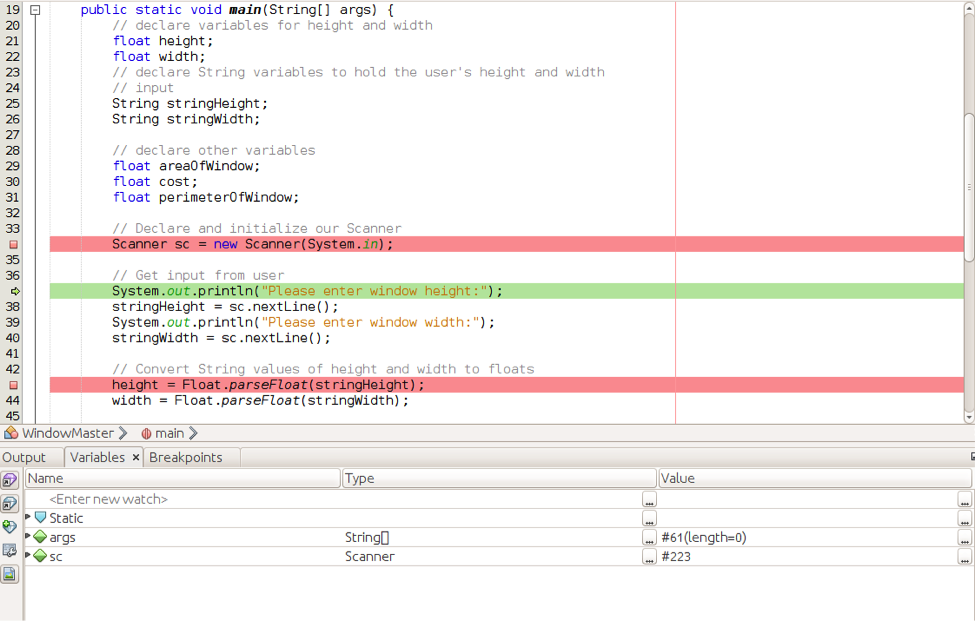 19 public static void main(String[] args) {
20 // declare variables for height and width
21 float height;
22 float width;
23 // declare String variables to hold the user's height and width
24 // input
25 String stringHeight;
26 String stringWidth;
27
28 // declare other variables
29 float areaOfWindow;
30 float cost;
31 float perimeterOfWindow;
32
33 // Declare and initialize our Scanner
Scanner sc = new Scanner(System.in);
35
36 // Get input from user
System.out.println("Please enter window height:");
38 stringHeight = sc.nextLine();
39 System.out.println("Please enter window width:");
40 stringWidth = sc.nextLine();
41
42 // Convert String values of height and width to floats
height = Float.parseFloat(stringHeight);
44 width = Float.parseFloat(stringWidth);
45
WindowMaster main
Output Variables × Breakpoints
Name Type Value
<Enter new watch> ... ...
Static ... ...
args String[] ... #61(length=0) ...
sc Scanner ... #223 ...